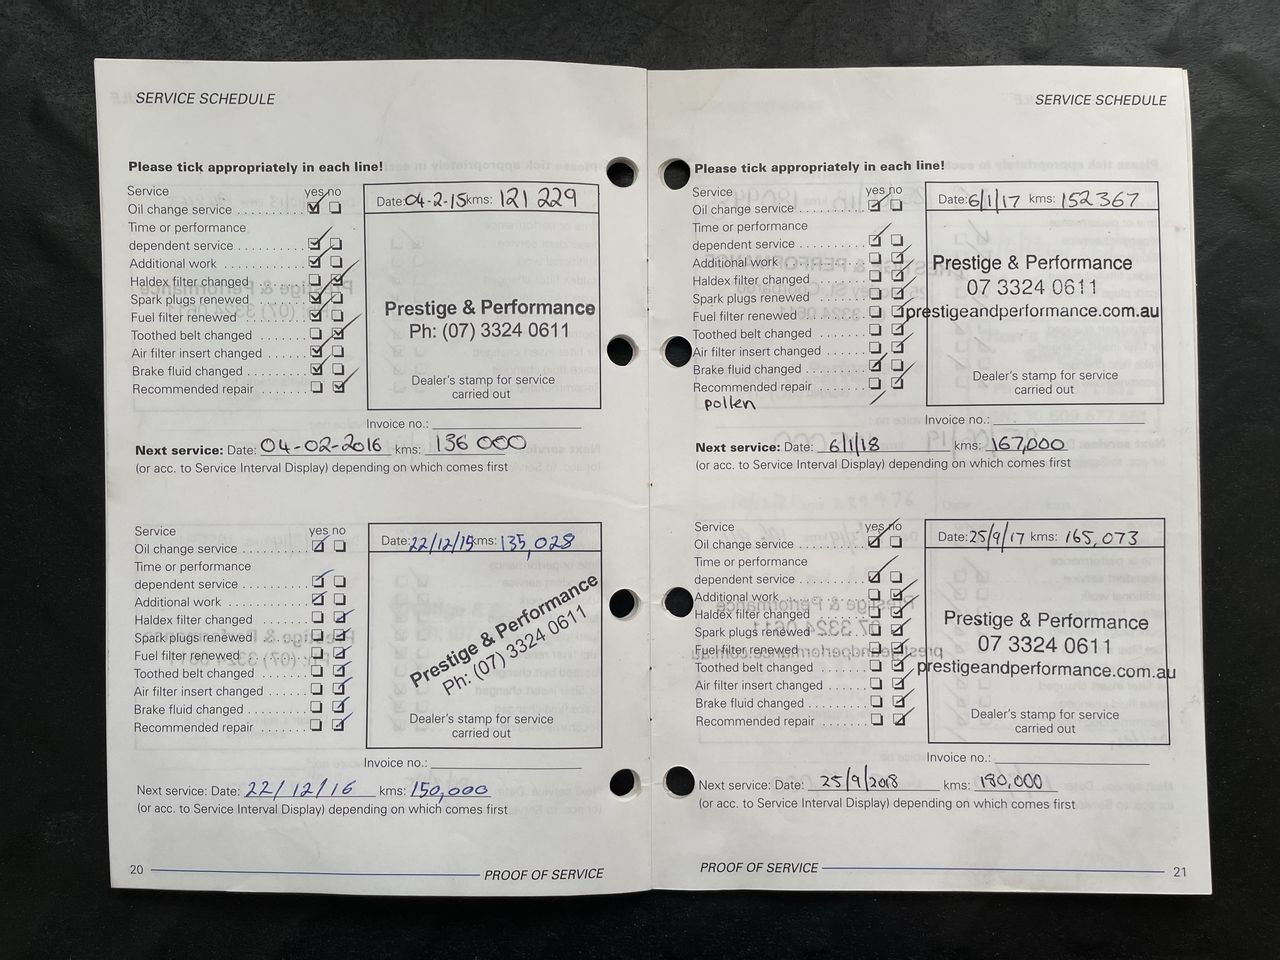 SERVICE SCHEDULE
Please tick appropriately in each line!
Service yes no
Oil change service
Time or performance
dependent service
Additional work
Haldex filter changed
Spark plugs renewed
Fuel filter renewed
Toothed belt changed
Air filter insert changed
Brake fluid changed
Recommended repair
Date: 04-2-15 kms: 121 229
Prestige & Performance
Ph: (07) 3324 0611
Dealer's stamp for service
carried out
Invoice no.:
Next service: Date: 04-02-2016 kms: 136 000
(or acc. to Service Interval Display) depending on which comes first
Service yes no
Oil change service
Time or performance
dependent service
Additional work
Haldex filter changed
Spark plugs renewed
Fuel filter renewed
Toothed belt changed
Air filter insert changed
Brake fluid changed
Recommended repair
Date: 22/12/15 kms: 135,028
Prestige & Performance
Ph: (07) 3324 0611
Dealer's stamp for service
carried out
Invoice no.:
Next service: Date: 22/12/16 kms: 150,000
(or acc. to Service Interval Display) depending on which comes first
20 PROOF OF SERVICE
SERVICE SCHEDULE
Please tick appropriately in each line!
Service yes no
Oil change service
Time or performance
dependent service
Additional work
Haldex filter changed
Spark plugs renewed
Fuel filter renewed
Toothed belt changed
Air filter insert changed
Brake fluid changed
Recommended repair
pollen
Date: 6/1/17 kms: 152367
Prestige & Performance
07 3324 0611
prestigeandperformance.com.au
Dealer's stamp for service
carried out
Invoice no.:
Next service: Date: 6/1/18 kms: 167,000
(or acc. to Service Interval Display) depending on which comes first
Service yes no
Oil change service
Time or performance
dependent service
Additional work
Haldex filter changed
Spark plugs renewed
Fuel filter renewed
Toothed belt changed
Air filter insert changed
Brake fluid changed
Recommended repair
Date: 25/9/17 kms: 165,073
Prestige & Performance
07 3324 0611
prestigeandperformance.com.au
Dealer's stamp for service
carried out
Invoice no.:
Next service: Date: 25/9/2018 kms: 180,000
(or acc. to Service Interval Display) depending on which comes first
PROOF OF SERVICE 21